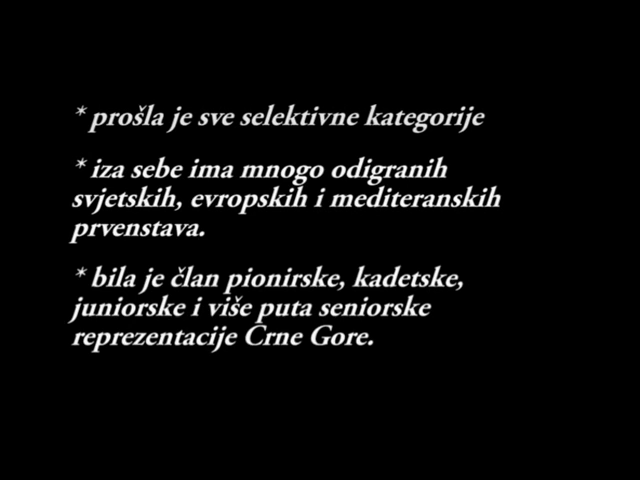 * prošla je sve selektivne kategorije
* iza sebe ima mnogo odigranih
svjetskih, evropskih i mediteranskih
prvenstava.
* bila je član pionirske, kadetske,
juniorske i više puta seniorske
reprezentacije Crne Gore.